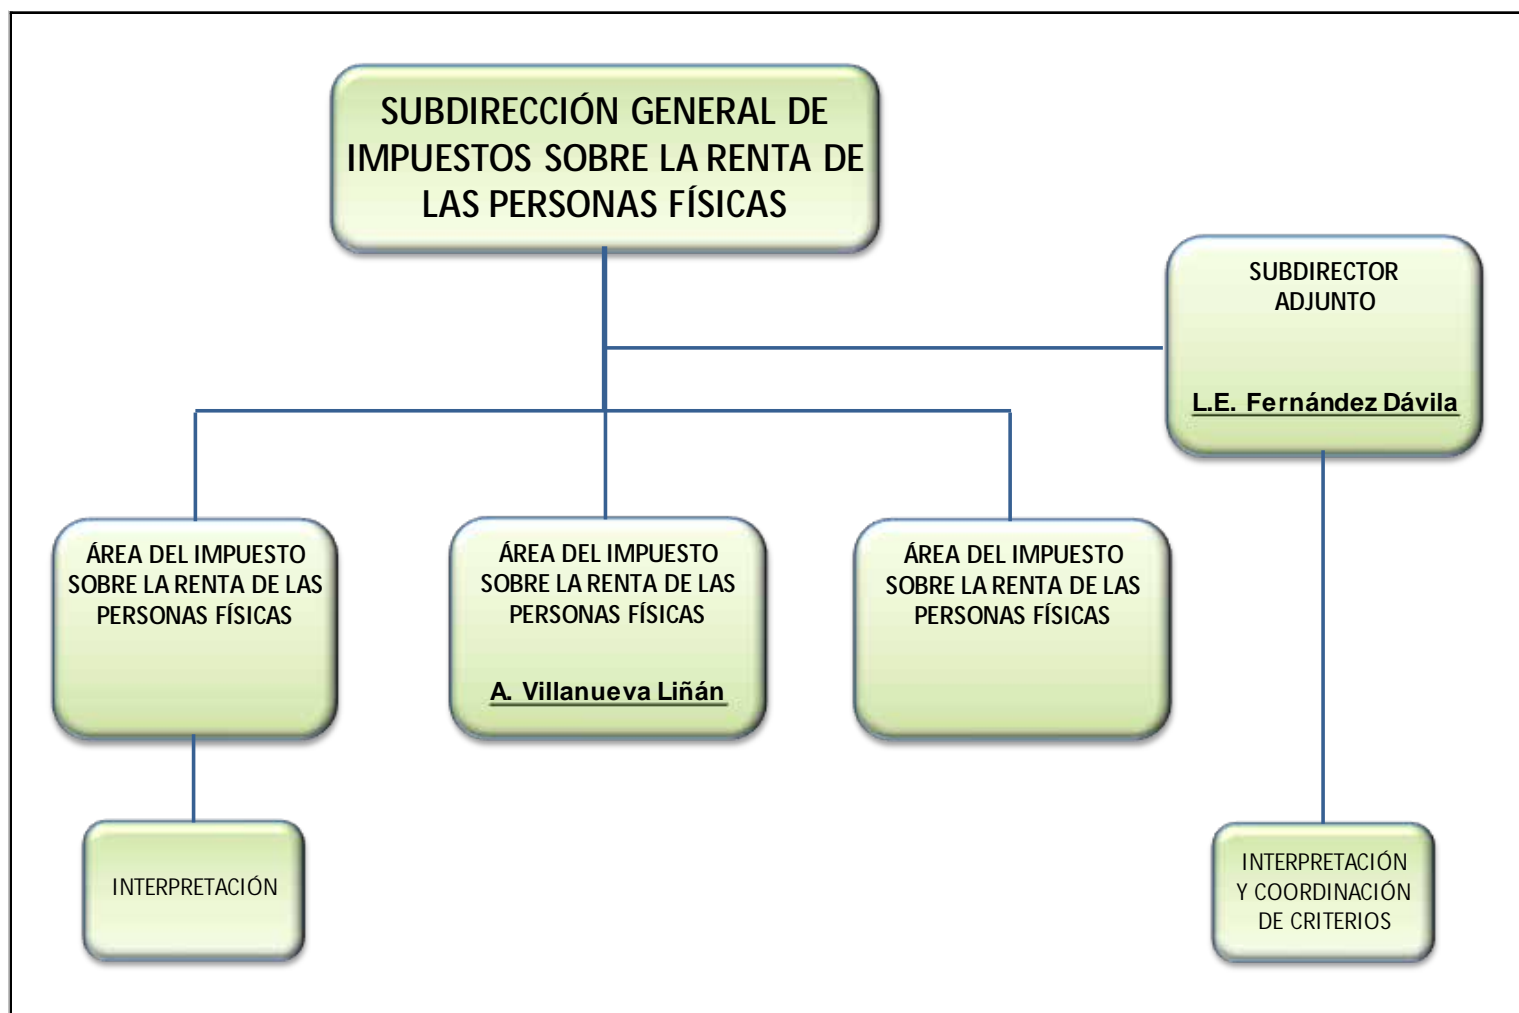 SUBDIRECCIÓN GENERAL DE
IMPUESTOS SOBRE LA RENTA DE
LAS PERSONAS FÍSICAS
SUBDIRECTOR
ADJUNTO
L.E. Fernández Dávila
ÁREA DEL IMPUESTO
SOBRE LA RENTA DE LAS
PERSONAS FÍSICAS
ÁREA DEL IMPUESTO
SOBRE LA RENTA DE LAS
PERSONAS FÍSICAS
A. Villanueva Liñán
ÁREA DEL IMPUESTO
SOBRE LA RENTA DE LAS
PERSONAS FÍSICAS
INTERPRETACIÓN
INTERPRETACIÓN
Y COORDINACIÓN
DE CRITERIOS